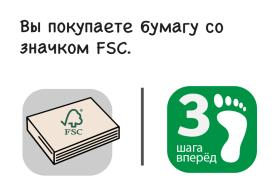 Вы покупаете бумагу со
значком FSC.
FSC
3
шага
вперёд